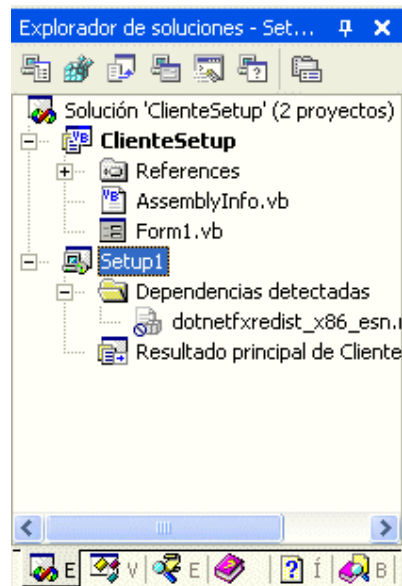 Explorador de soluciones - Set...
Solución 'ClienteSetup' (2 proyectos)
ClienteSetup
References
AssemblyInfo.vb
Form1.vb
Setup1
Dependencias detectadas
dotnetfxredist_x86_esn.
Resultado principal de Cliente
E V E Í B